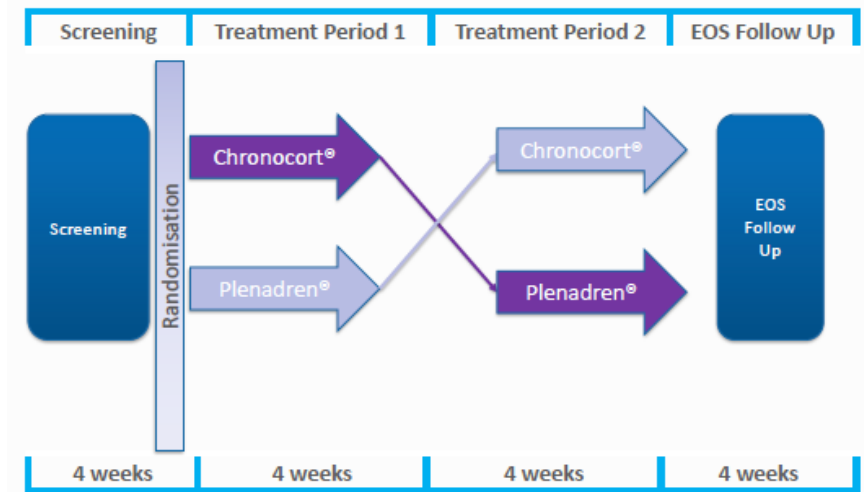 Screening Treatment Period 1 Treatment Period 2 EOS Follow Up
Randomisation
Chronocort®
Chronocort®
Screening
EOS
Follow
Up
Plenadren®
Plenadren®
4 weeks 4 weeks 4 weeks 4 weeks